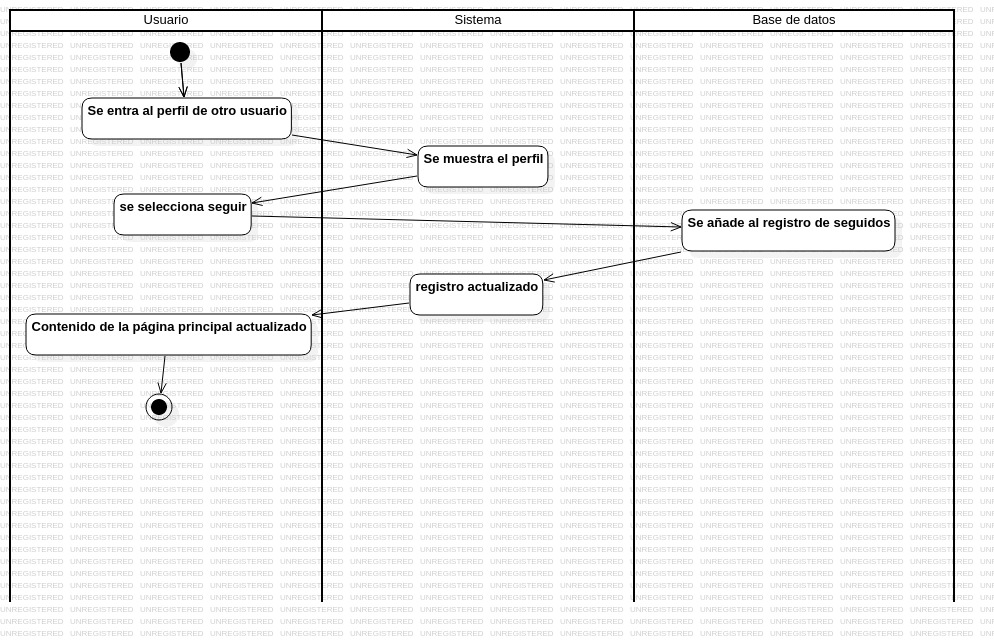 Usuario
Sistema
Base de datos
Se entra al perfil de otro usuario
Se muestra el perfil
se selecciona seguir
Se añade al registro de seguidos
registro actualizado
Contenido de la página principal actualizado
UNREGISTERED